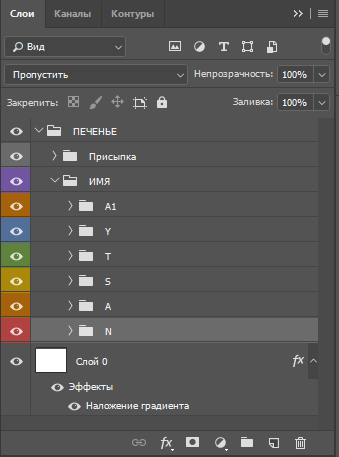 Слои Каналы Контуры
Вид
Пропустить Непрозрачность: 100%
Закрепить: Заливка: 100%
ПЕЧЕНЬЕ
Присыпка
ИМЯ
A1
Y
T
S
A
N
Слой 0 fx
Эффекты
Наложение градиента
fx